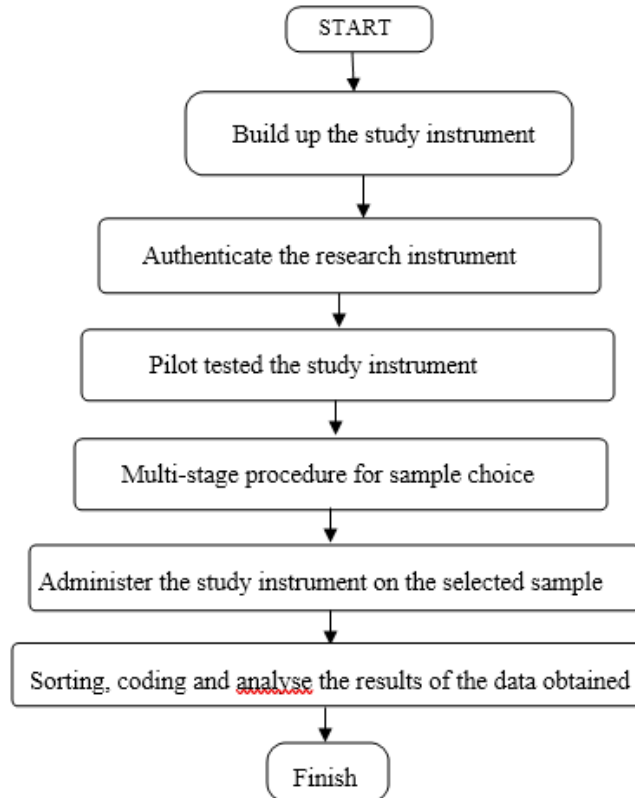 START
Build up the study instrument
Authenticate the research instrument
Pilot tested the study instrument
Multi-stage procedure for sample choice
Administer the study instrument on the selected sample
Sorting, coding and analyse the results of the data obtained
Finish